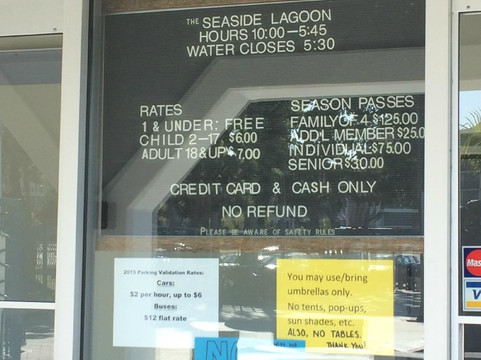 THE SEASIDE LAGOON
HOURS 10:00-5:45
WATER CLOSES 5:30
RATES
1 & UNDER: FREE
CHILD 2-17 $6.00
ADULT 18&UP $7.00
SEASON PASSES
FAMILY OF 4 $125.00
ADD'L MEMBER $25.0
INDIVIDUAL $75.00
SENIOR $30.00
CREDIT CARD & CASH ONLY
NO REFUND
PLEASE BE AWARE OF SAFETY RULES
2015 Parking Validation Rates:
Cars:
$2 per hour, up to $6
Buses:
$12 flat rate
You may use/bring
umbrellas only.
No tents, pop-ups,
sun shades, etc.
ALSO, NO TABLES.
THANK YOU!
Mas
V